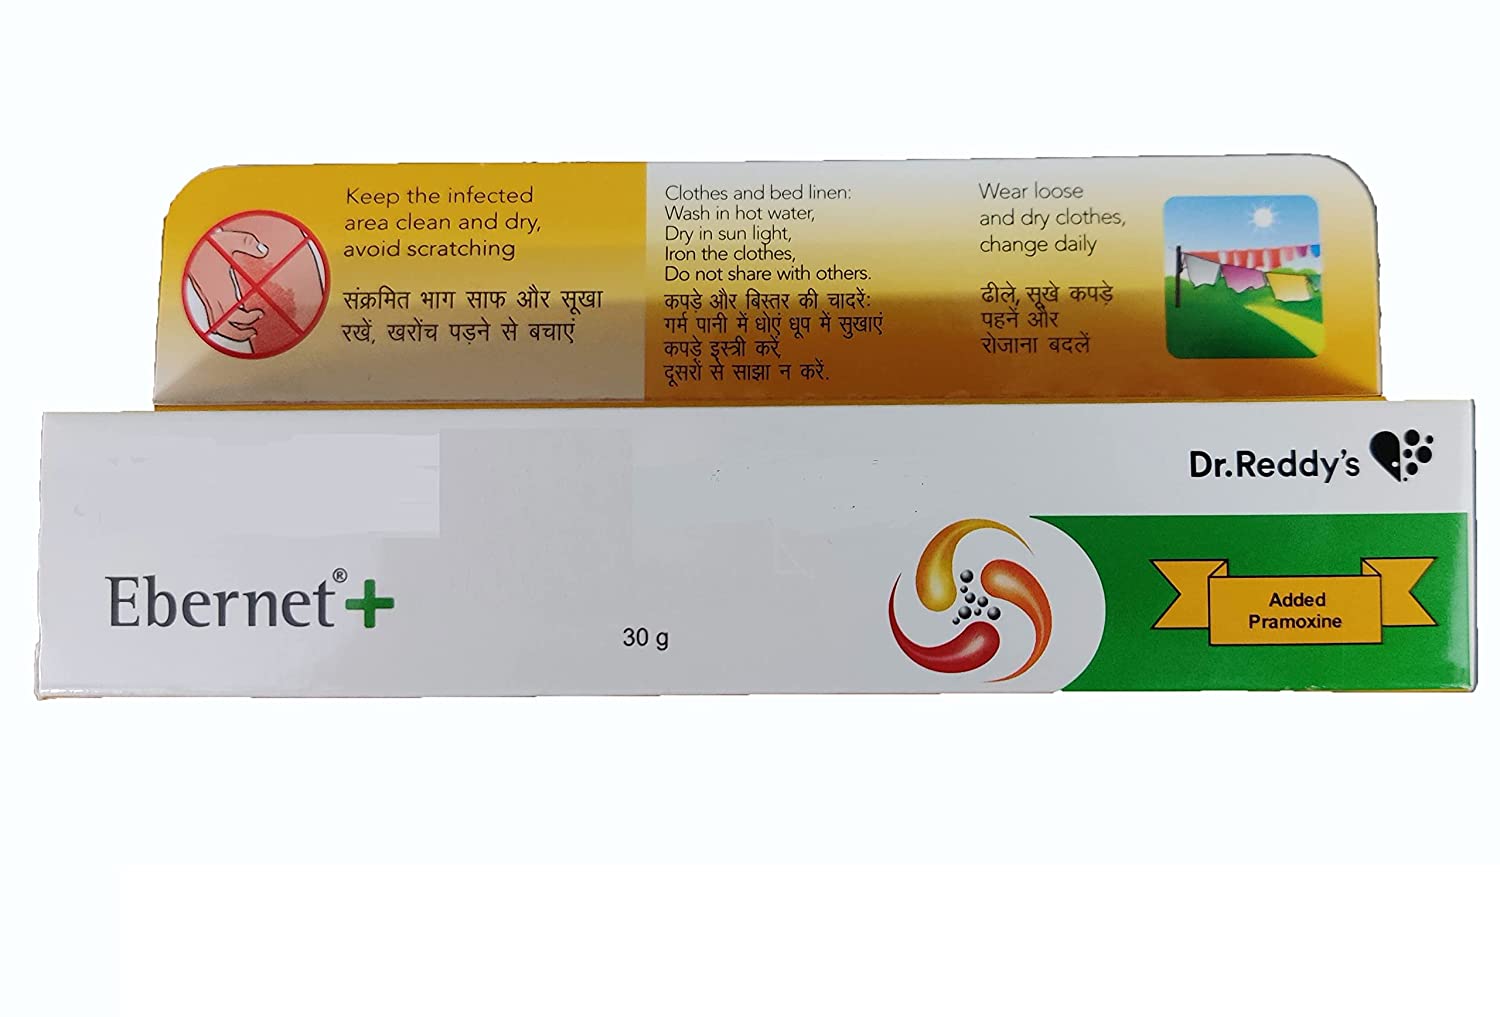 Keep the infected
area clean and dry,
avoid scratching
संक्रमित भाग साफ और सूखा
रखें, खरोंच पड़ने से बचाएं
Clothes and bed linen:
Wash in hot water,
Dry in sun light,
Iron the clothes,
Do not share with others.
कपड़े और बिस्तर की चादरें:
गर्म पानी में धोएं धूप में सुखाएं
कपड़े इस्त्री करें,
दूसरों से साझा न करें.
Wear loose
and dry clothes,
change daily
ढीले, सूखे कपड़े
पहनें और
रोजाना बदलें
Dr.Reddy's
Ebernet®+
30 g
Added
Pramoxine